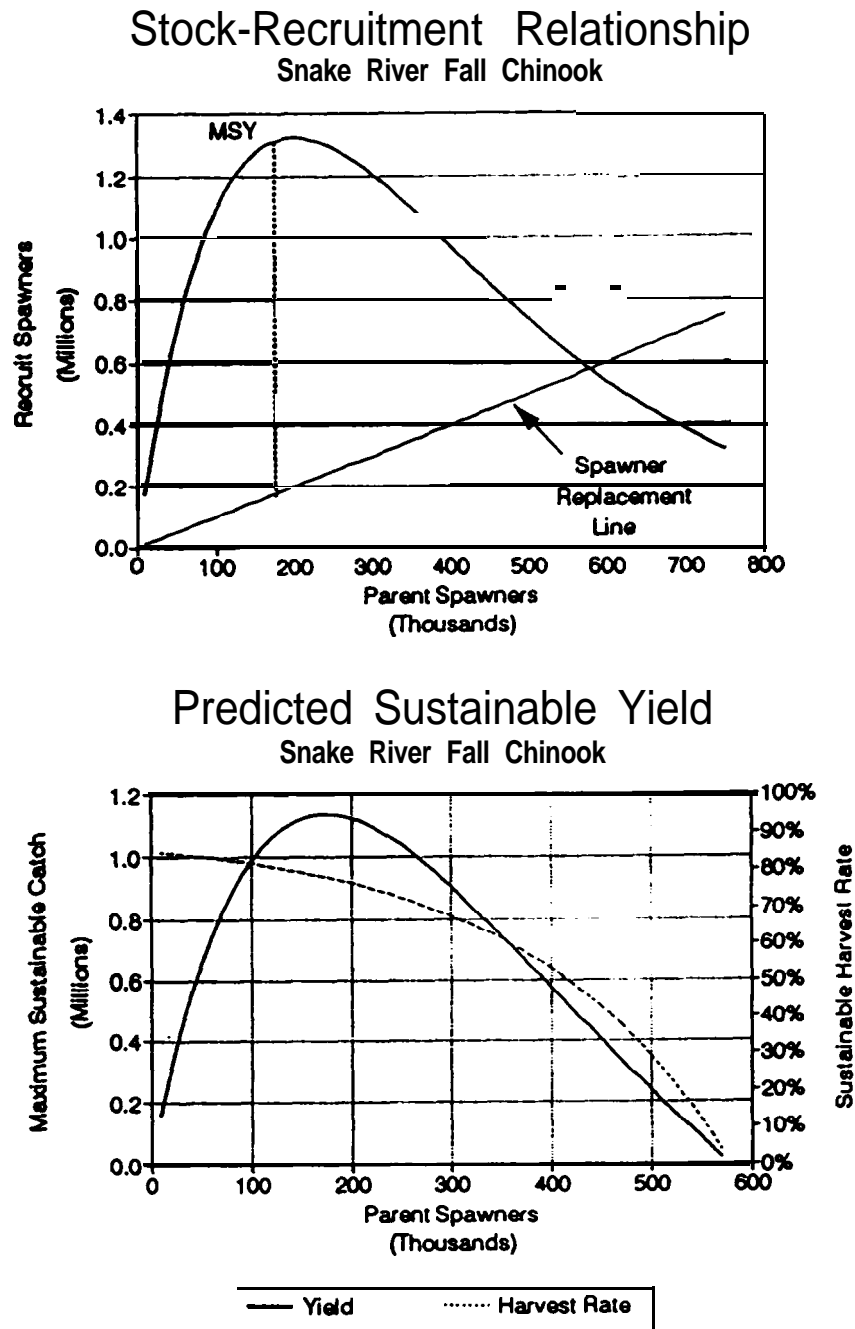 Stock-Recruitment Relationship
Snake River Fall Chinook
1.4
1.2
1.0
0.8
0.6
0.4
0.2
0.0
MSY
Recruit Spawners
(Millions)
Spawner
Replacement
Line
0 100 200 300 400 500 600 700 800
Parent Spawners
(Thousands)
Predicted Sustainable Yield
Snake River Fall Chinook
1.2
1.0
0.8
0.6
0.4
0.2
0.0
Maximum Sustainable Catch
(Millions)
100%
90%
80%
70%
60%
50%
40%
30%
20%
10%
0%
Sustainable Harvest Rate
0 100 200 300 400 500 600
Parent Spawners
(Thousands)
Yield Harvest Rate